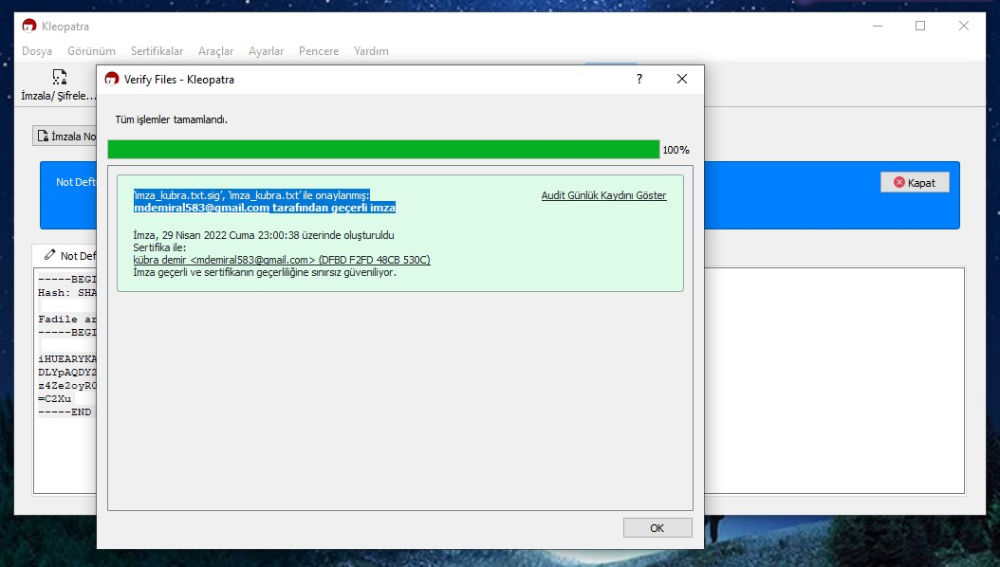 Kleopatra
Dosya Görünüm Sertifikalar Araçlar Ayarlar Pencere Yardım
İmzala/ Şifrele...
Verify Files - Kleopatra
?
Tüm işlemler tamamlandı.
100%
İmzala No
Not Deft
Kapat
'imza_kubra.txt.sig', 'imza_kubra.txt' ile onaylanmış:
mdemiral583@gmail.com tarafından geçerli imza
Audit Günlük Kaydını Göster
İmza, 29 Nisan 2022 Cuma 23:00:38 üzerinde oluşturuldu
Sertifika ile:
kübra demir <mdemiral583@gmail.com> (DFBD F2FD 48CB 530C)
İmza geçerli ve sertifikanın geçerliliğine sınırsız güveniliyor.
Not Def
-----BEGI
Hash: SHA
Fadile ar
-----BEGI
iHUEARYKA
DLYpAQDY2
z4Ze2oyR0
=C2Xu
-----END
OK